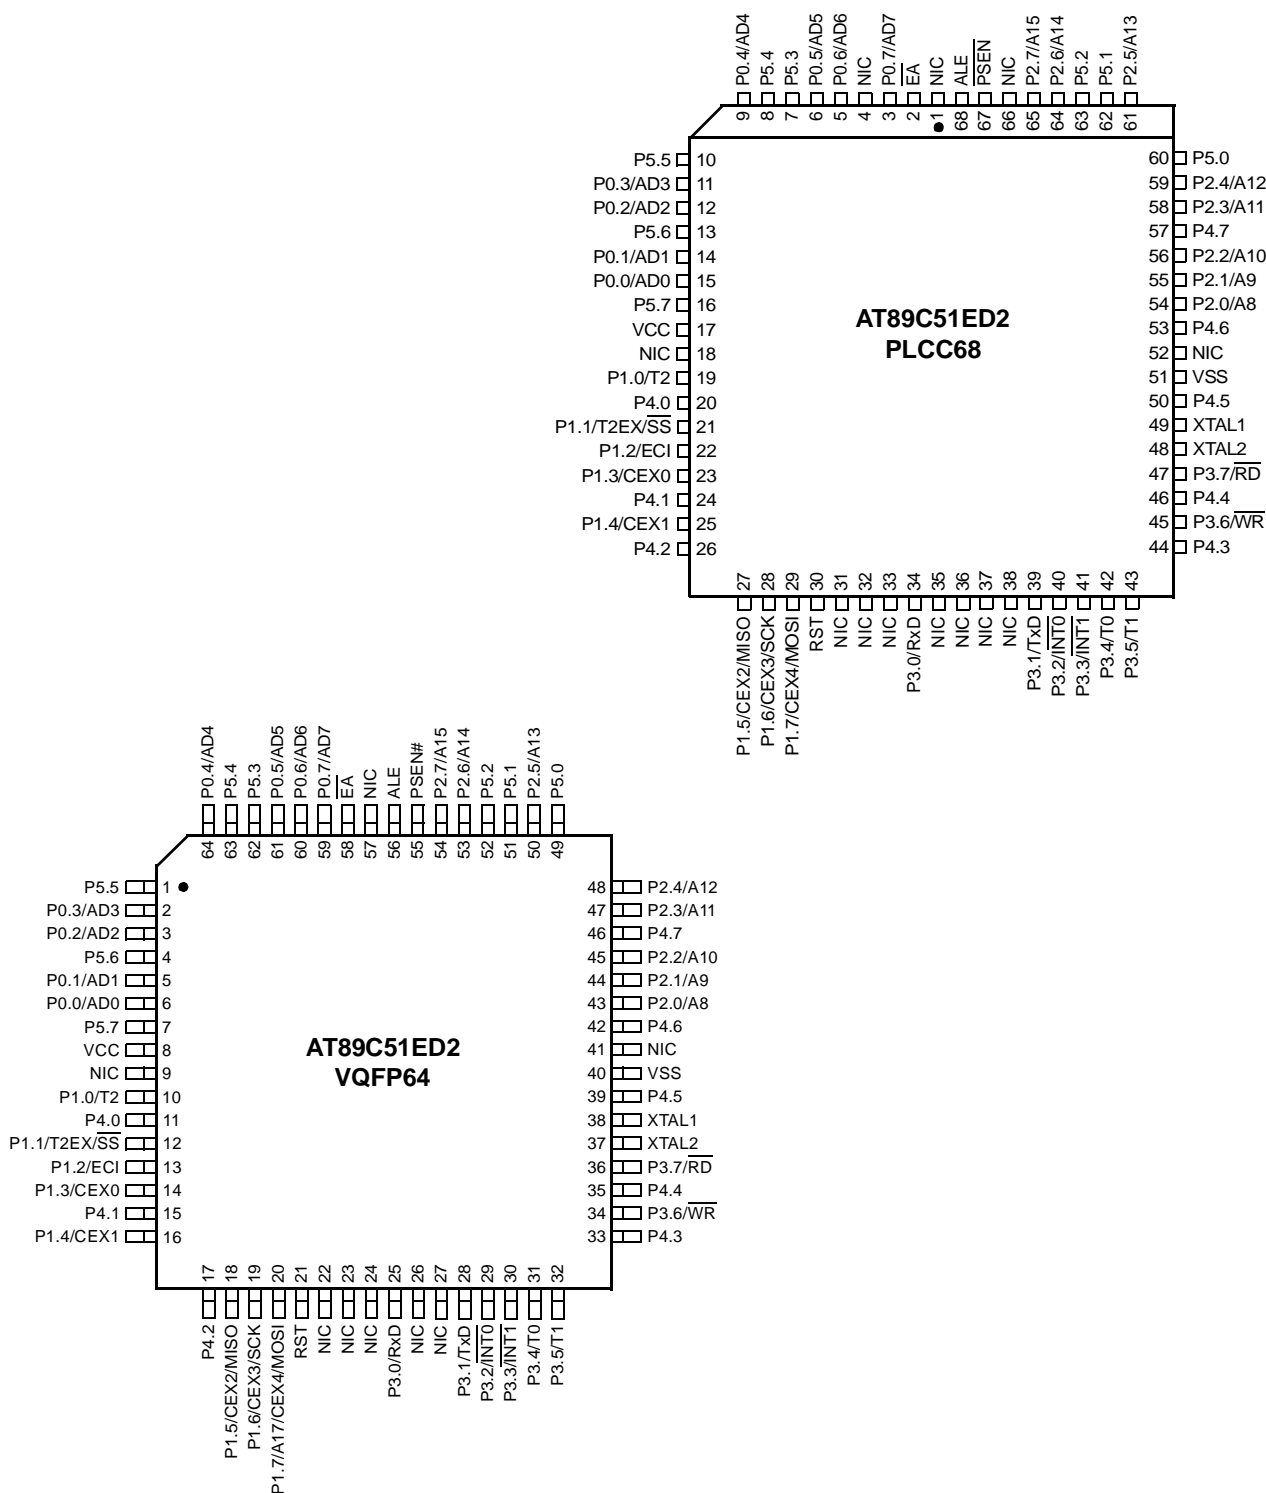 P0.4/AD4
P5.4
P5.3
P0.5/AD5
P0.6/AD6
NIC
P0.7/AD7
EA
NIC
ALE
PSEN
NIC
P2.7/A15
P2.6/A14
P5.2
P5.1
P2.5/A13
9 8 7 6 5 4 3 2 1 68 67 66 65 64 63 62 61
P5.5 10
P0.3/AD3 11
P0.2/AD2 12
P5.6 13
P0.1/AD1 14
P0.0/AD0 15
P5.7 16
VCC 17
NIC 18
P1.0/T2 19
P4.0 20
P1.1/T2EX/SS 21
P1.2/ECI 22
P1.3/CEX0 23
P4.1 24
P1.4/CEX1 25
P4.2 26
AT89C51ED2
PLCC68
60 P5.0
59 P2.4/A12
58 P2.3/A11
57 P4.7
56 P2.2/A10
55 P2.1/A9
54 P2.0/A8
53 P4.6
52 NIC
51 VSS
50 P4.5
49 XTAL1
48 XTAL2
47 P3.7/RD
46 P4.4
45 P3.6/WR
44 P4.3
27 28 29 30 31 32 33 34 35 36 37 38 39 40 41 42 43
P1.5/CEX2/MISO
P1.6/CEX3/SCK
P1.7/CEX4/MOSI
RST
NIC
NIC
NIC
P3.0/RxD
NIC
NIC
NIC
NIC
P3.1/TxD
P3.2/INT0
P3.3/INT1
P3.4/T0
P3.5/T1
P0.4/AD4
P5.4
P5.3
P0.5/AD5
P0.6/AD6
P0.7/AD7
EA
NIC
ALE
PSEN#
P2.7/A15
P2.6/A14
P5.2
P5.1
P2.5/A13
P5.0
64 63 62 61 60 59 58 57 56 55 54 53 52 51 50 49
P5.5 1
P0.3/AD3 2
P0.2/AD2 3
P5.6 4
P0.1/AD1 5
P0.0/AD0 6
P5.7 7
VCC 8
NIC 9
P1.0/T2 10
P4.0 11
P1.1/T2EX/SS 12
P1.2/ECI 13
P1.3/CEX0 14
P4.1 15
P1.4/CEX1 16
AT89C51ED2
VQFP64
48 P2.4/A12
47 P2.3/A11
46 P4.7
45 P2.2/A10
44 P2.1/A9
43 P2.0/A8
42 P4.6
41 NIC
40 VSS
39 P4.5
38 XTAL1
37 XTAL2
36 P3.7/RD
35 P4.4
34 P3.6/WR
33 P4.3
17 18 19 20 21 22 23 24 25 26 27 28 29 30 31 32
P4.2
P1.5/CEX2/MISO
P1.6/CEX3/SCK
P1.7/A17/CEX4/MOSI
RST
NIC
NIC
NIC
P3.0/RxD
NIC
NIC
P3.1/TxD
P3.2/INT0
P3.3/INT1
P3.4/T0
P3.5/T1